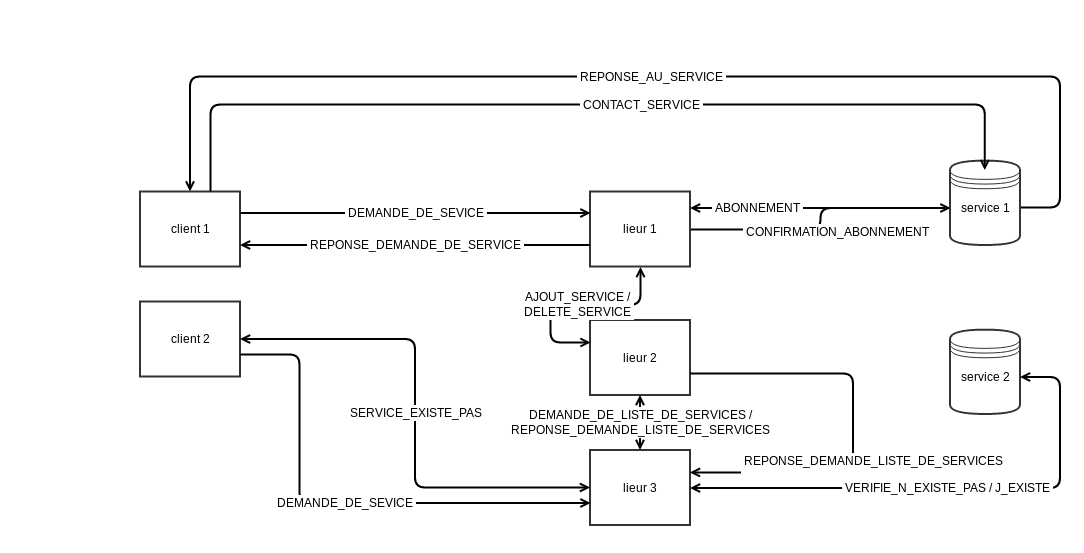 REPONSE_AU_SERVICE
CONTACT_SERVICE
client 1
DEMANDE_DE_SEVICE
REPONSE_DEMANDE_DE_SERVICE
lieur 1
ABONNEMENT
CONFIRMATION_ABONNEMENT
service 1
AJOUT_SERVICE /
DELETE_SERVICE
client 2
lieur 2
service 2
SERVICE_EXISTE_PAS
DEMANDE_DE_LISTE_DE_SERVICES /
REPONSE_DEMANDE_LISTE_DE_SERVICES
REPONSE_DEMANDE_LISTE_DE_SERVICES
lieur 3
VERIFIE_N_EXISTE_PAS / J_EXISTE
DEMANDE_DE_SEVICE